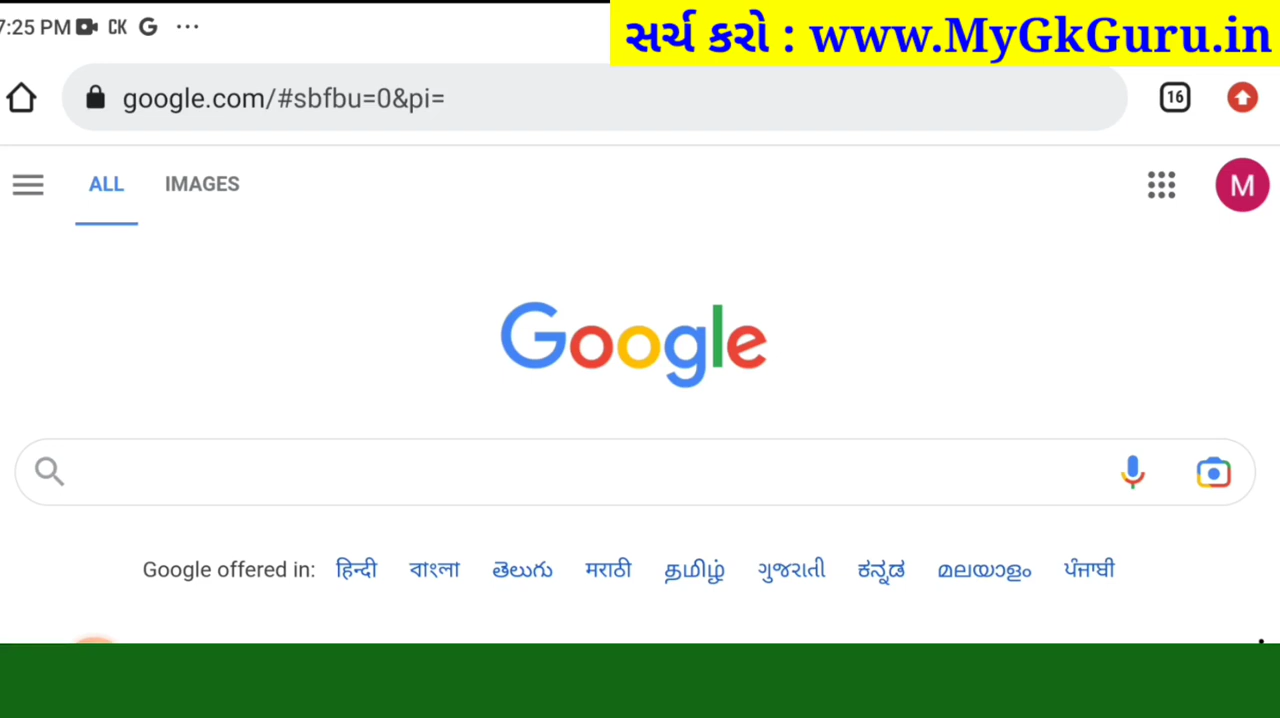 7:25 PM CK G ...
સર્ચ કરો : www.MyGkGuru.in
google.com/#sbfbu=0&pi=
16
ALL IMAGES
M
Google
Google offered in: हिन्दी বাংলা తెలుగు मराठी தமிழ் ગુજરાતી ಕನ್ನಡ മലയാളം ਪੰਜਾਬੀ